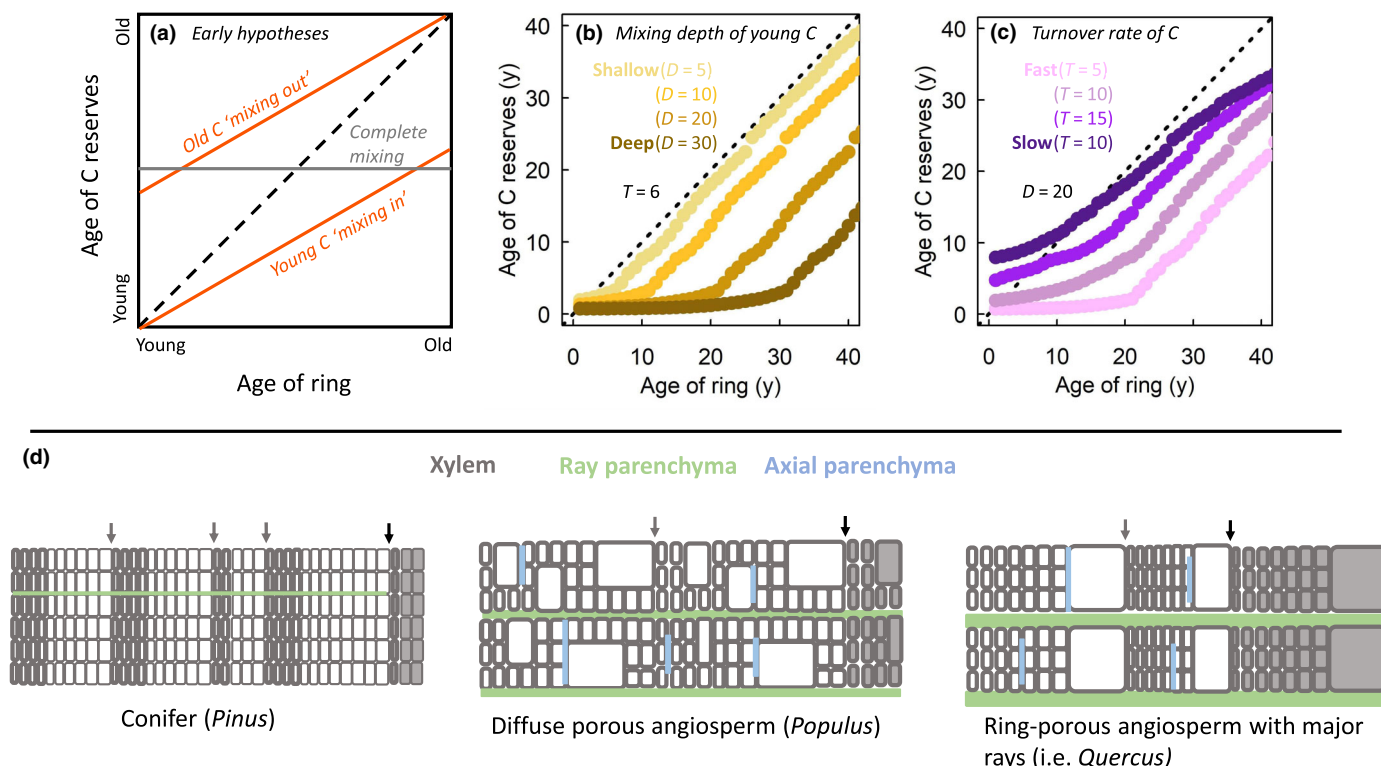 (a) Early hypotheses
Old
Young
Age of C reserves
Old C ‘mixing out’
Complete
mixing
Young C ‘mixing in’
Young
Old
Age of ring
(b) Mixing depth of young C
Shallow (D = 5)
(D = 10)
(D = 20)
Deep (D = 30)
T = 6
Age of C reserves (y)
40
30
20
10
0
0 10 20 30 40
Age of ring (y)
(c) Turnover rate of C
Fast (T = 5)
(T = 10)
(T = 15)
Slow (T = 10)
D = 20
Age of C reserves (y)
40
30
20
10
0
0 10 20 30 40
Age of ring (y)
(d)
Xylem Ray parenchyma Axial parenchyma
Conifer (Pinus)
Diffuse porous angiosperm (Populus)
Ring-porous angiosperm with major
rays (i.e. Quercus)